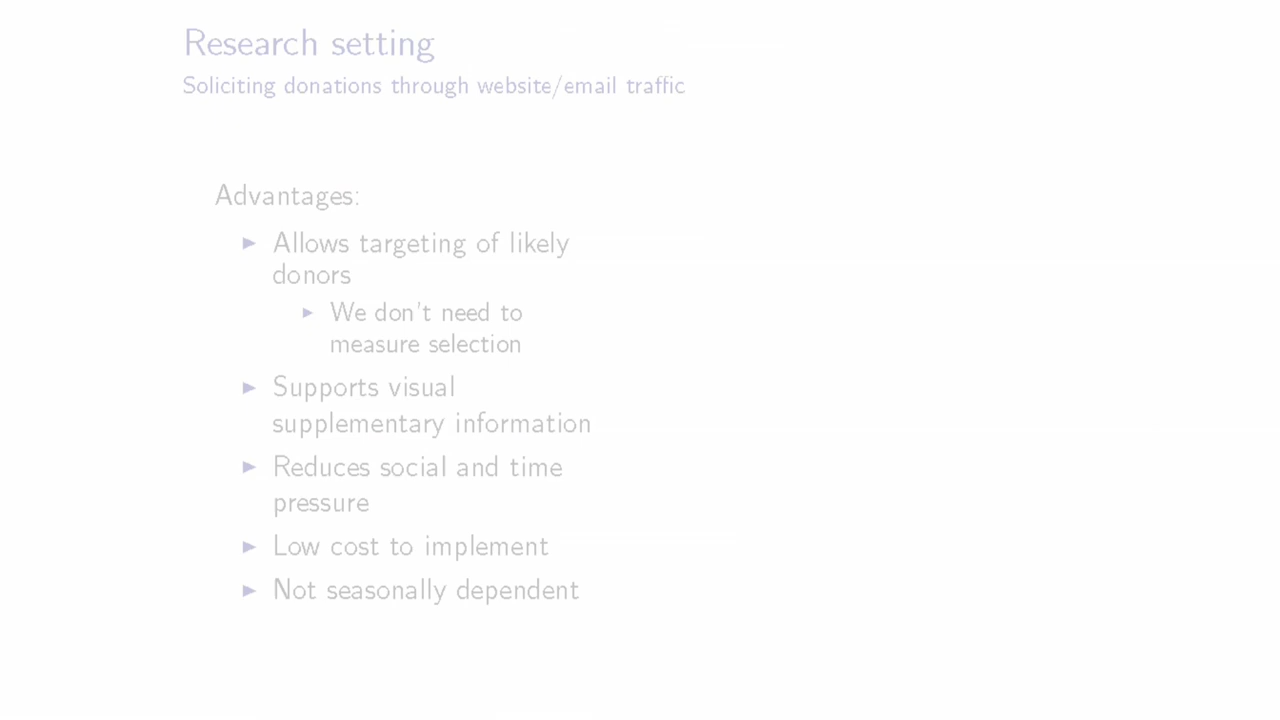 Research setting
Soliciting donations through website/email traffic
Advantages:
▶ Allows targeting of likely
donors
▶ We don't need to
measure selection
▶ Supports visual
supplementary information
▶ Reduces social and time
pressure
▶ Low cost to implement
▶ Not seasonally dependent